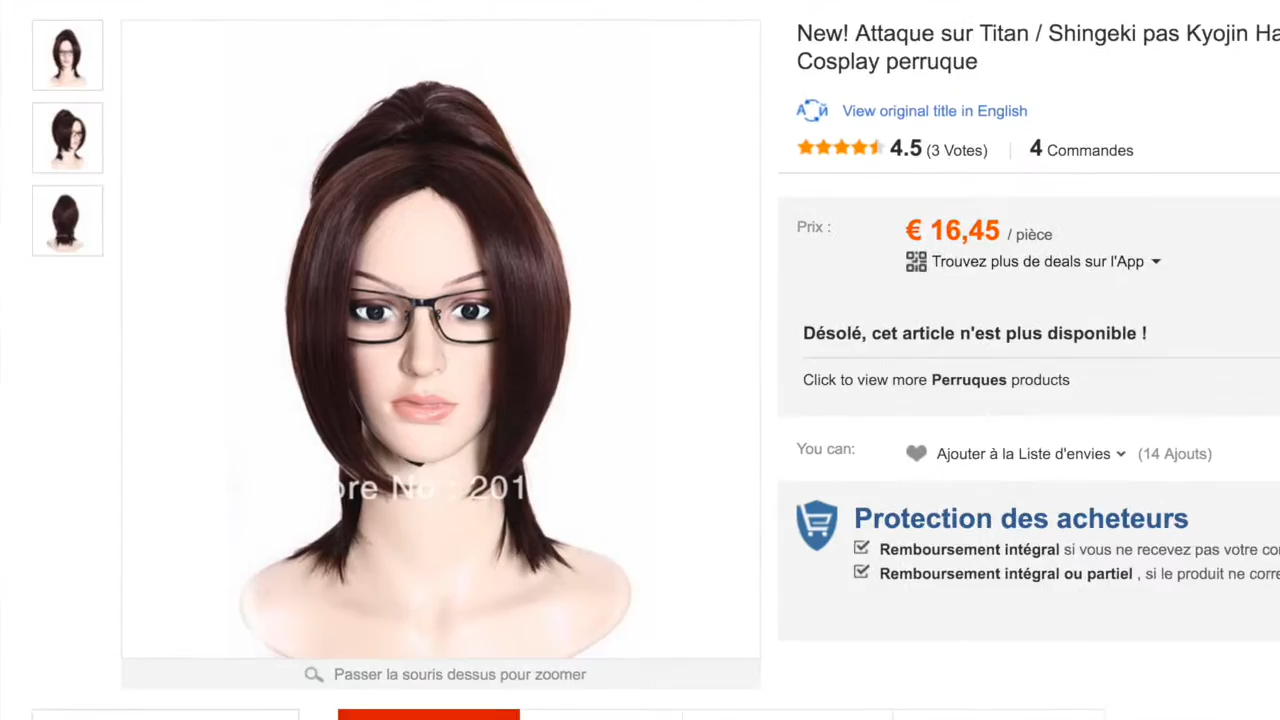 New! Attaque sur Titan / Shingeki pas Kyojin
Cosplay perruque
View original title in English
4.5 (3 Votes) | 4 Commandes
Prix :
€ 16,45 / pièce
Trouvez plus de deals sur l'App
Désolé, cet article n'est plus disponible !
Click to view more Perruques products
You can:
Ajouter à la Liste d'envies (14 Ajouts)
Protection des acheteurs
Remboursement intégral si vous ne recevez pas votre
Remboursement intégral ou partiel , si le produit ne
ore No : 201
Passer la souris dessus pour zoomer